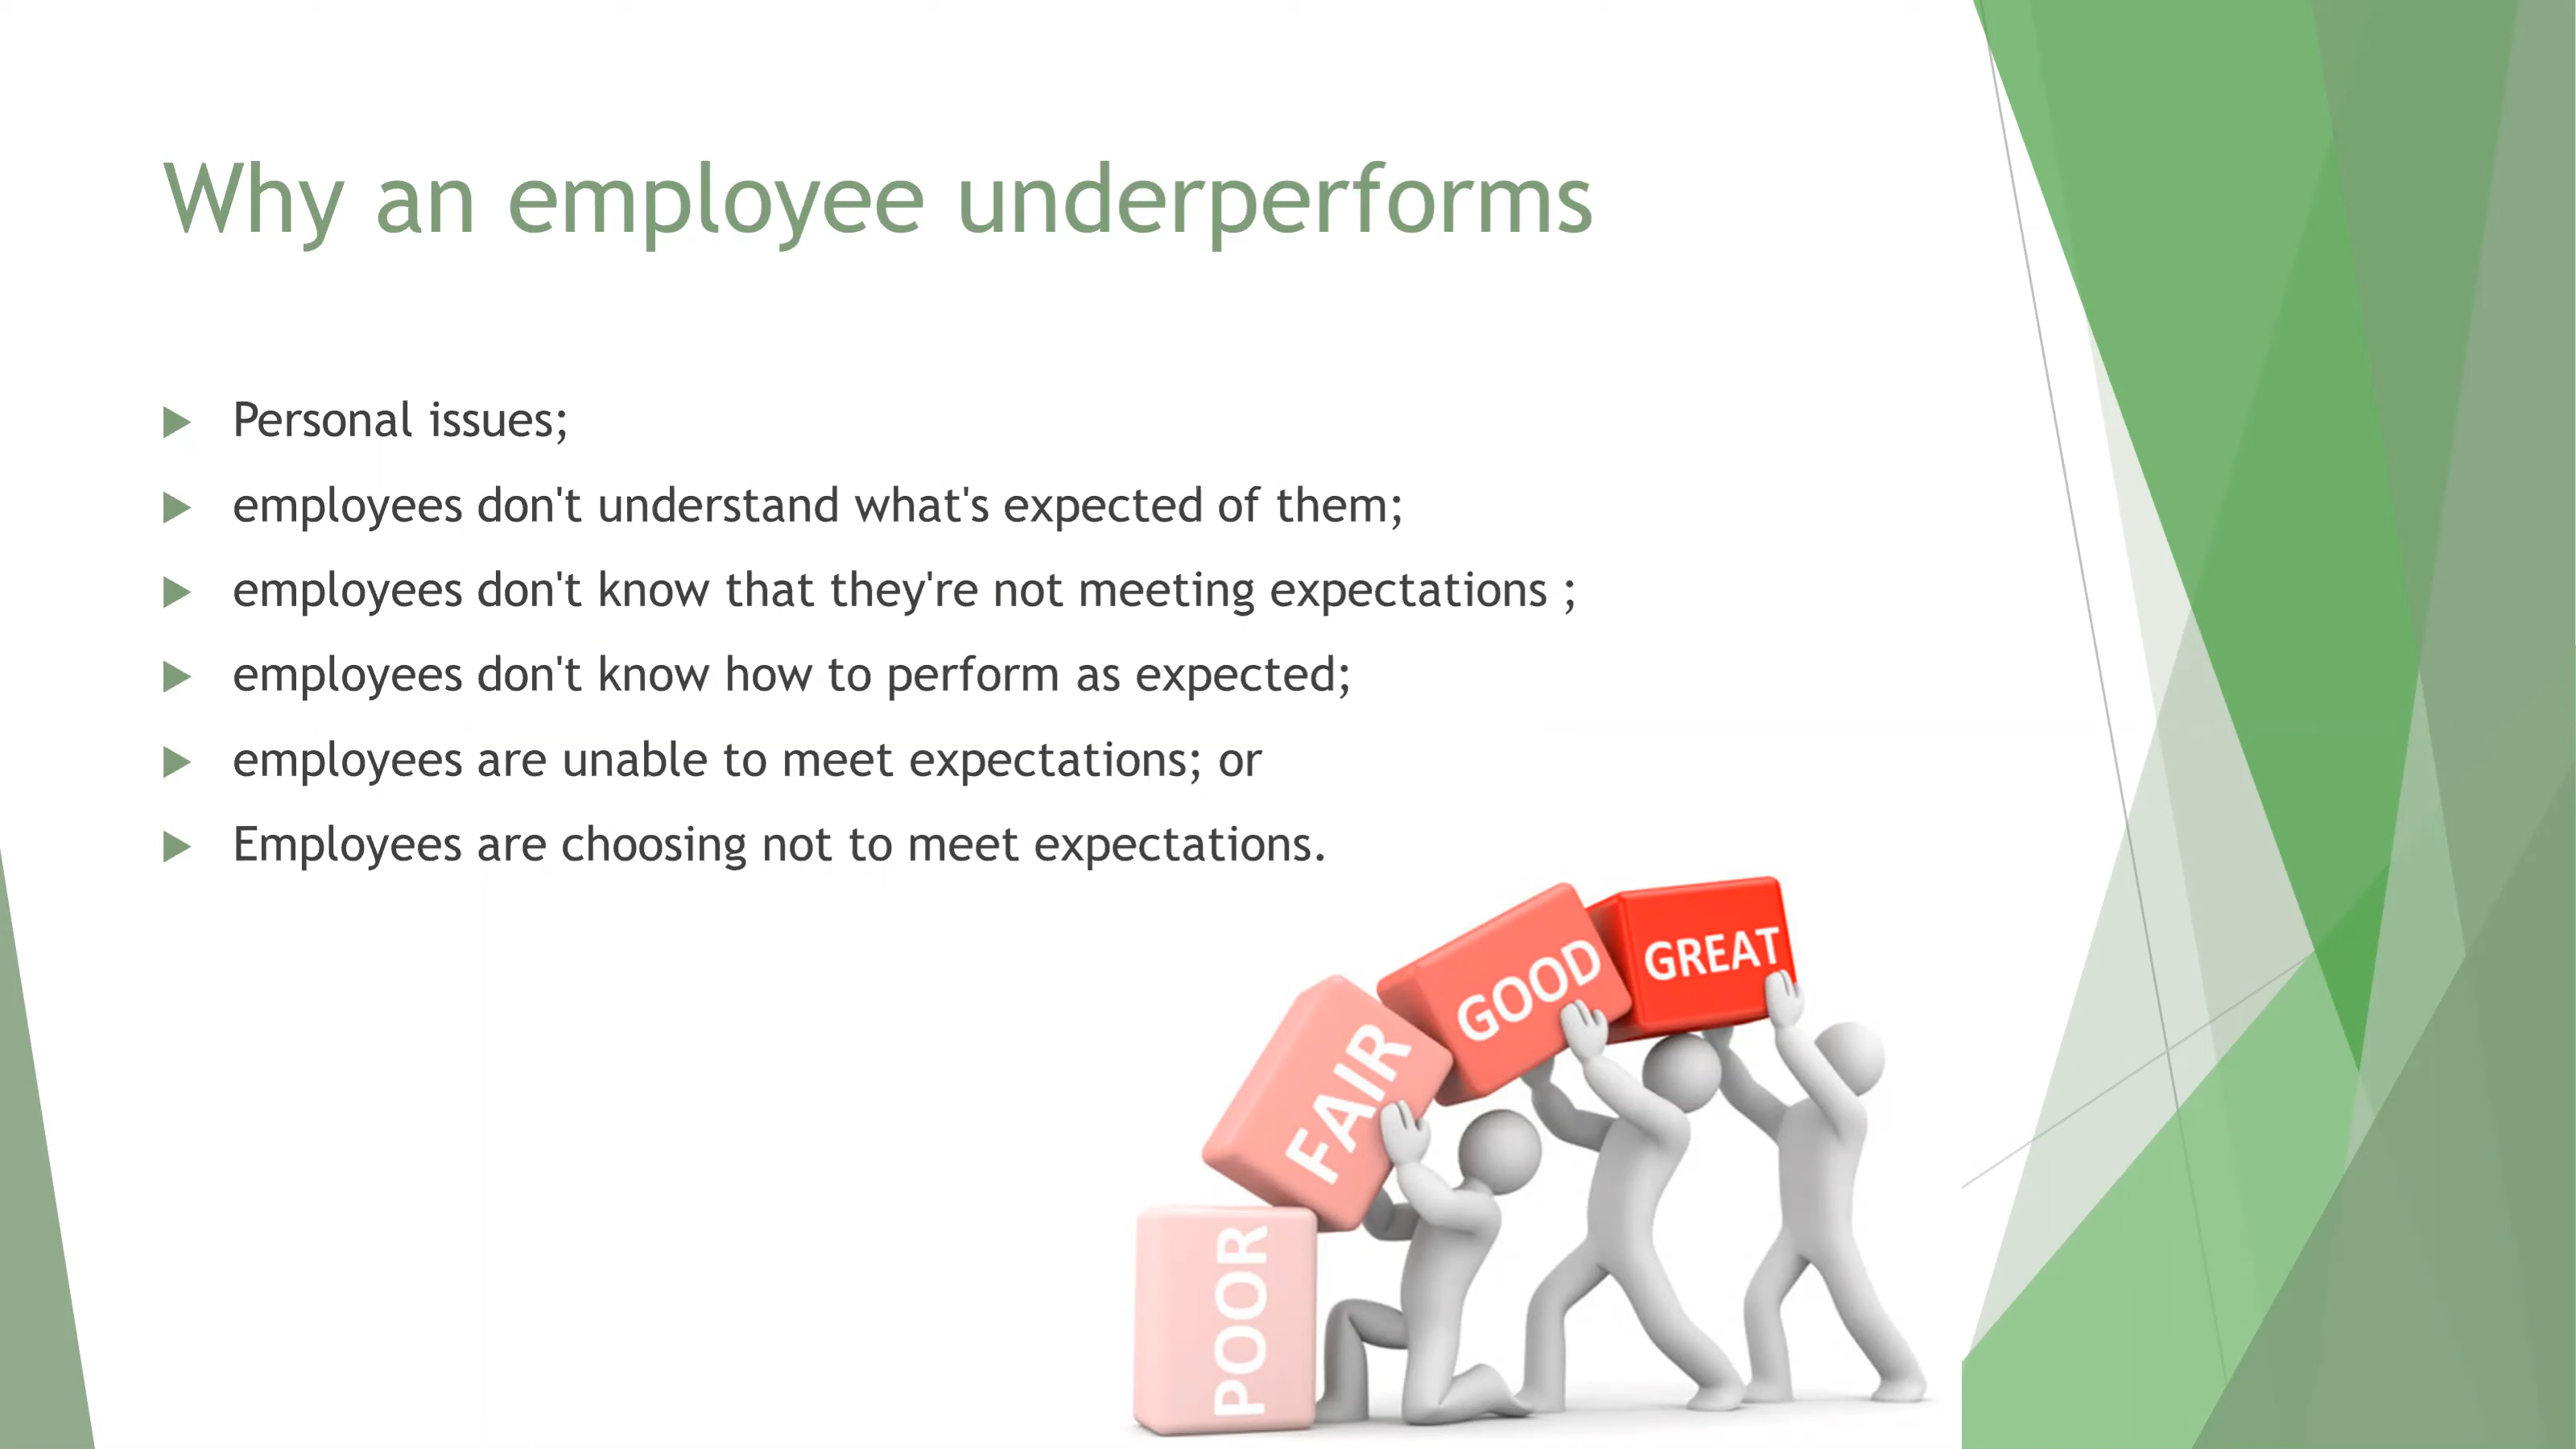 Why an employee underperforms
Personal issues;
employees don't understand what's expected of them;
employees don't know that they're not meeting expectations ;
employees don't know how to perform as expected;
employees are unable to meet expectations; or
Employees are choosing not to meet expectations.
POOR
FAIR
GOOD
GREAT